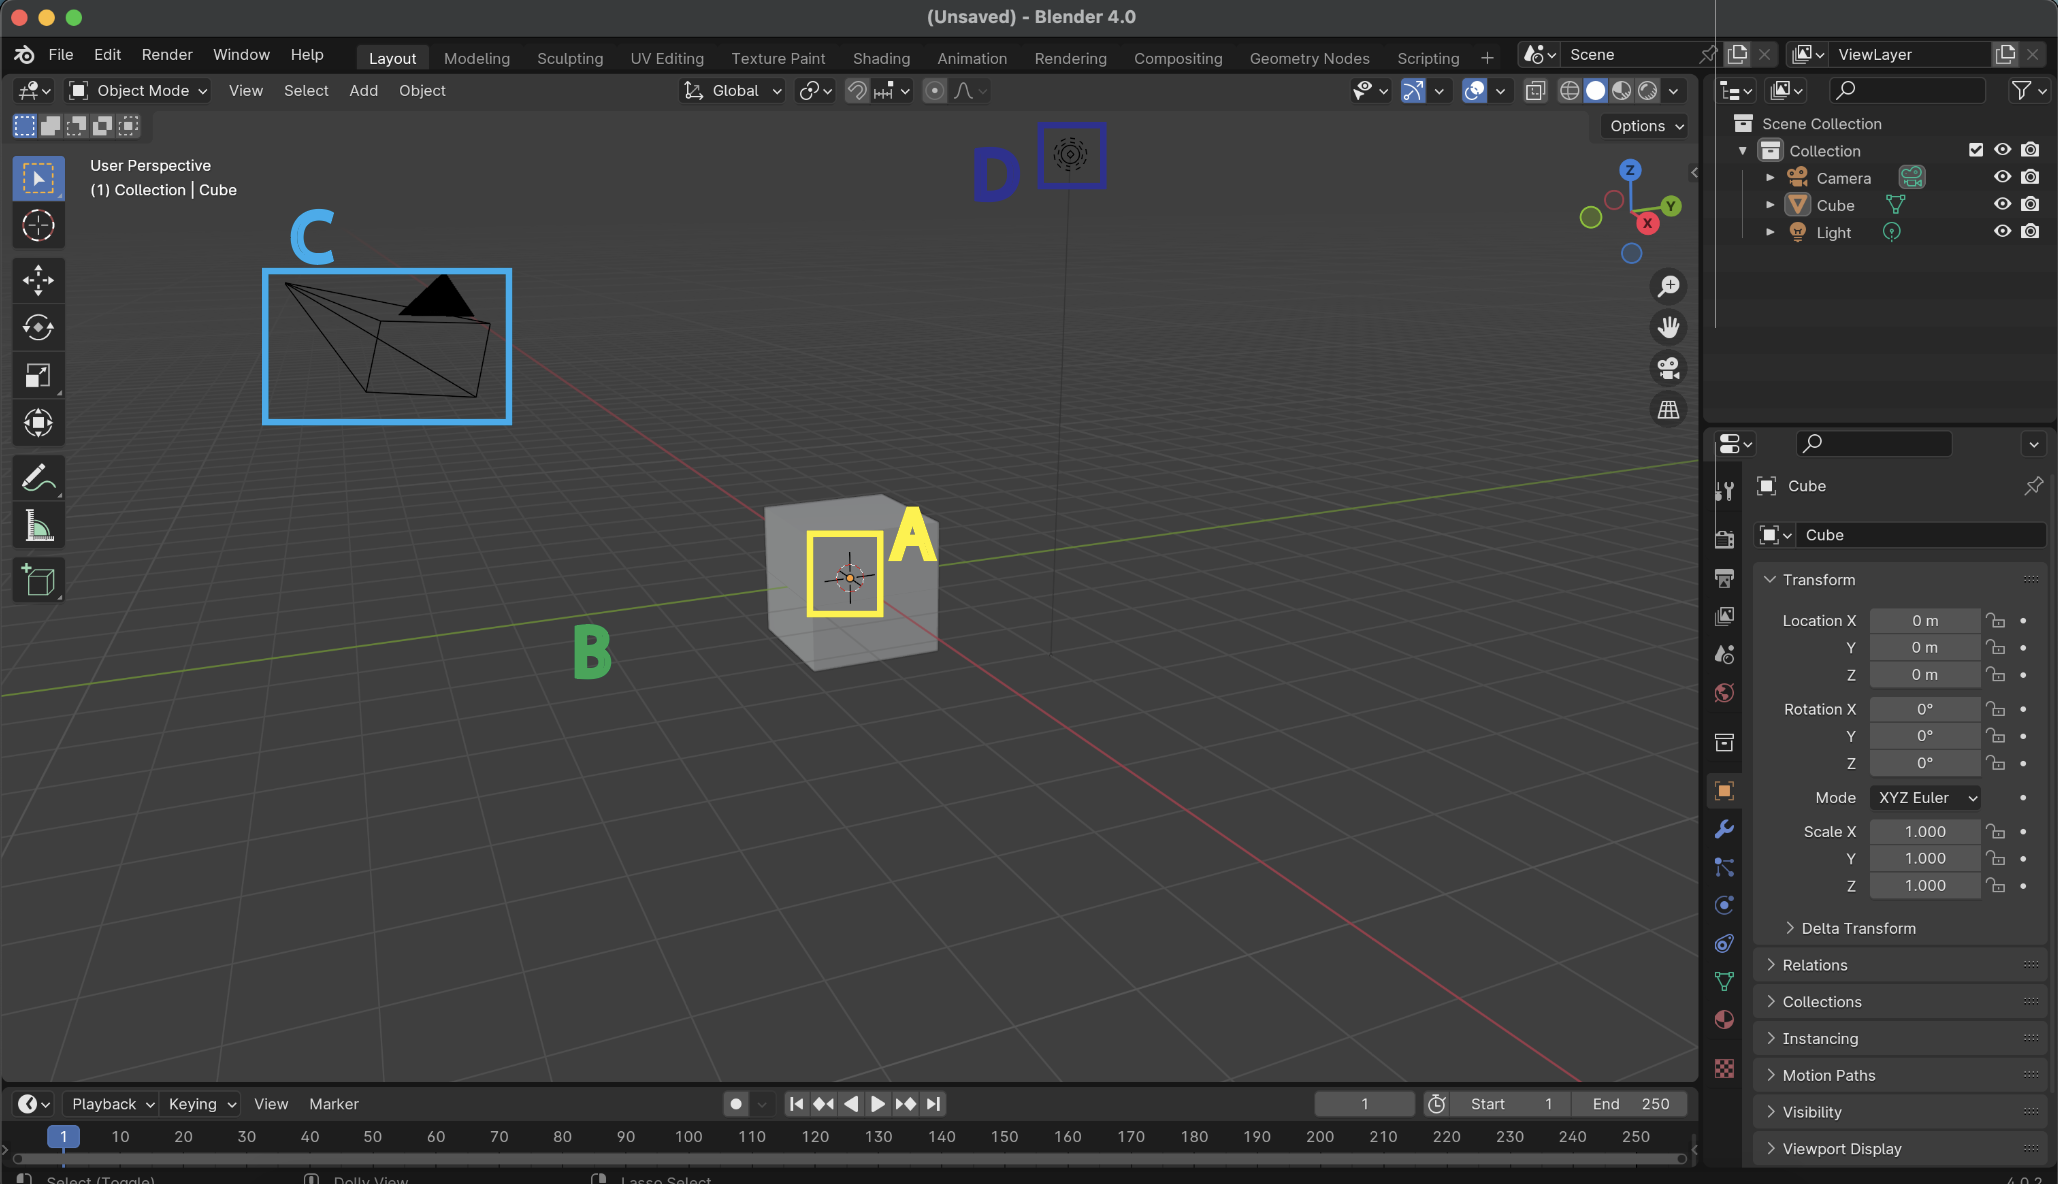 (Unsaved) - Blender 4.0
File Edit Render Window Help Layout Modeling Sculpting UV Editing Texture Paint Shading Animation Rendering Compositing Geometry Nodes Scripting + Scene ViewLayer
Object Mode View Select Add Object Global
Options
User Perspective
(1) Collection | Cube
Z
Y
X
A
B
C
D
Scene Collection
Collection
Camera
Cube
Light
Cube
Cube
Transform
Location X 0 m
Y 0 m
Z 0 m
Rotation X 0°
Y 0°
Z 0°
Mode XYZ Euler
Scale X 1.000
Y 1.000
Z 1.000
Delta Transform
Relations
Collections
Instancing
Motion Paths
Visibility
Viewport Display
Playback Keying View Marker 1 Start 1 End 250
1 10 20 30 40 50 60 70 80 90 100 110 120 130 140 150 160 170 180 190 200 210 220 230 240 250
Select (Toggle) Dolly View Lasso Select 4.0.2